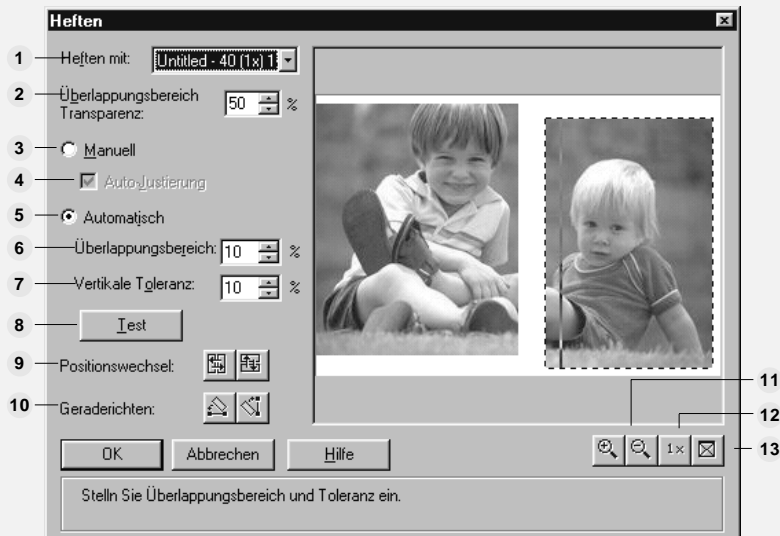 Heften
1 Heften mit: Untitled - 40 (1x) 1
2 Überlappungsbereich
Transparenz: 50 %
3 Manuell
4 Auto-Justierung
5 Automatisch
6 Überlappungsbereich: 10 %
7 Vertikale Toleranz: 10 %
8 Test
9 Positionswechsel:
10 Geraderichten:
11
12
13
OK Abbrechen Hilfe 1x
Stelln Sie Überlappungsbereich und Toleranz ein.